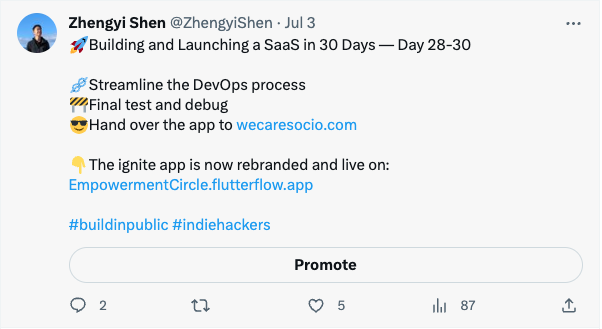 Zhengyi Shen @ZhengyiShen · Jul 3
🚀Building and Launching a SaaS in 30 Days — Day 28-30
🧬Streamline the DevOps process
🚧Final test and debug
😎Hand over the app to wecaresocio.com
👇The ignite app is now rebranded and live on:
EmpowermentCircle.flutterflow.app
#buildinpublic #indiehackers
Promote
2 5 87